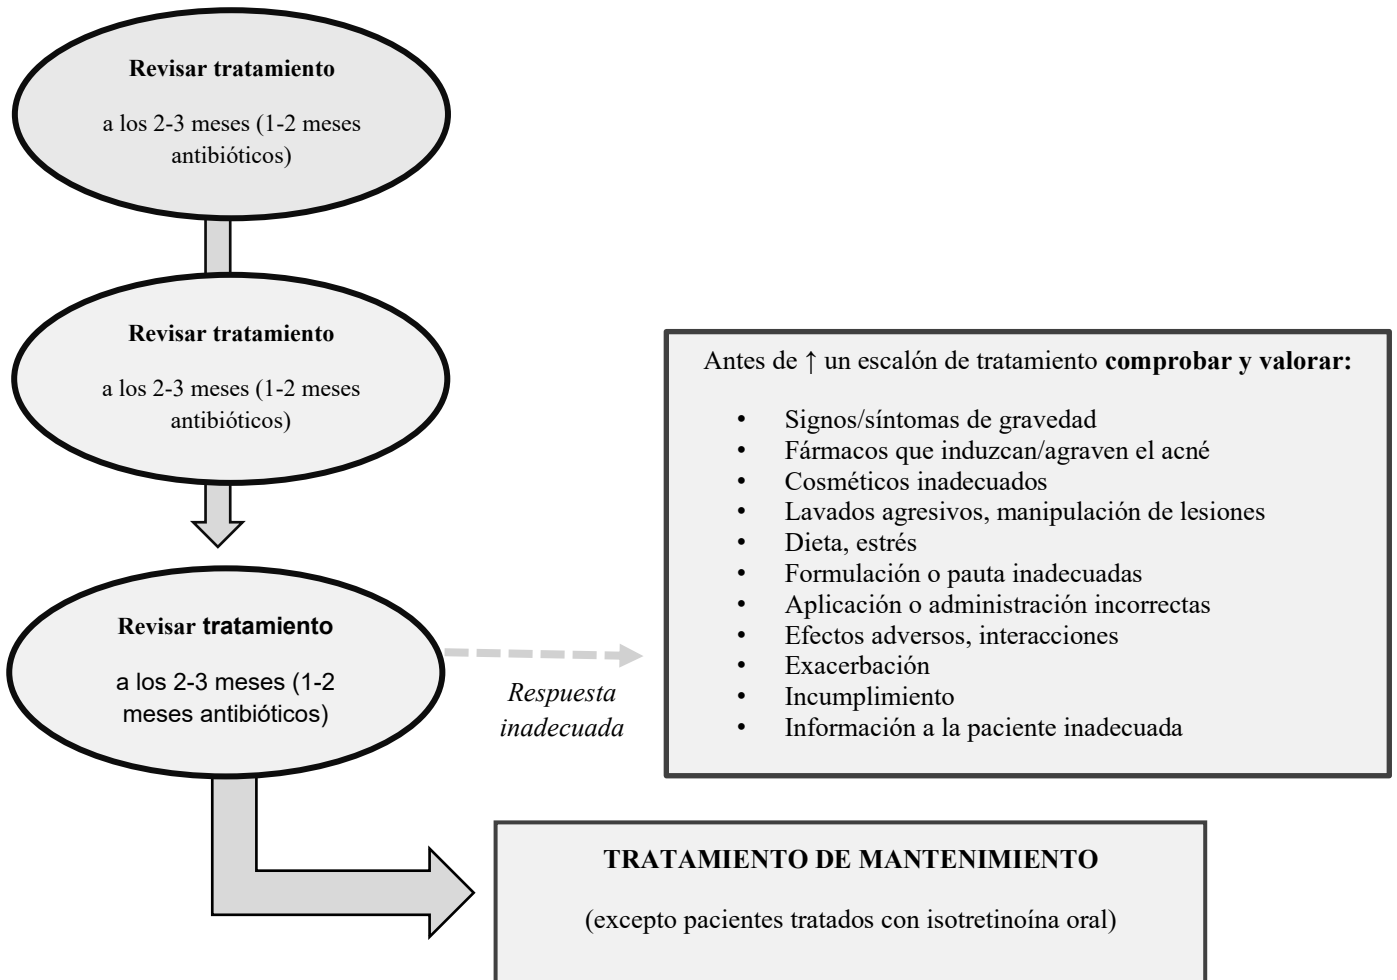 Revisar tratamiento
a los 2-3 meses (1-2 meses
antibióticos)
Revisar tratamiento
a los 2-3 meses (1-2 meses
antibióticos)
Antes de ↑ un escalón de tratamiento comprobar y valorar:
• Signos/síntomas de gravedad
• Fármacos que induzcan/agraven el acné
• Cosméticos inadecuados
• Lavados agresivos, manipulación de lesiones
• Dieta, estrés
• Formulación o pauta inadecuadas
• Aplicación o administración incorrectas
• Efectos adversos, interacciones
• Exacerbación
• Incumplimiento
• Información a la paciente inadecuada
Revisar tratamiento
a los 2-3 meses (1-2
meses antibióticos)
Respuesta
inadecuada
TRATAMIENTO DE MANTENIMIENTO
(excepto pacientes tratados con isotretinoína oral)